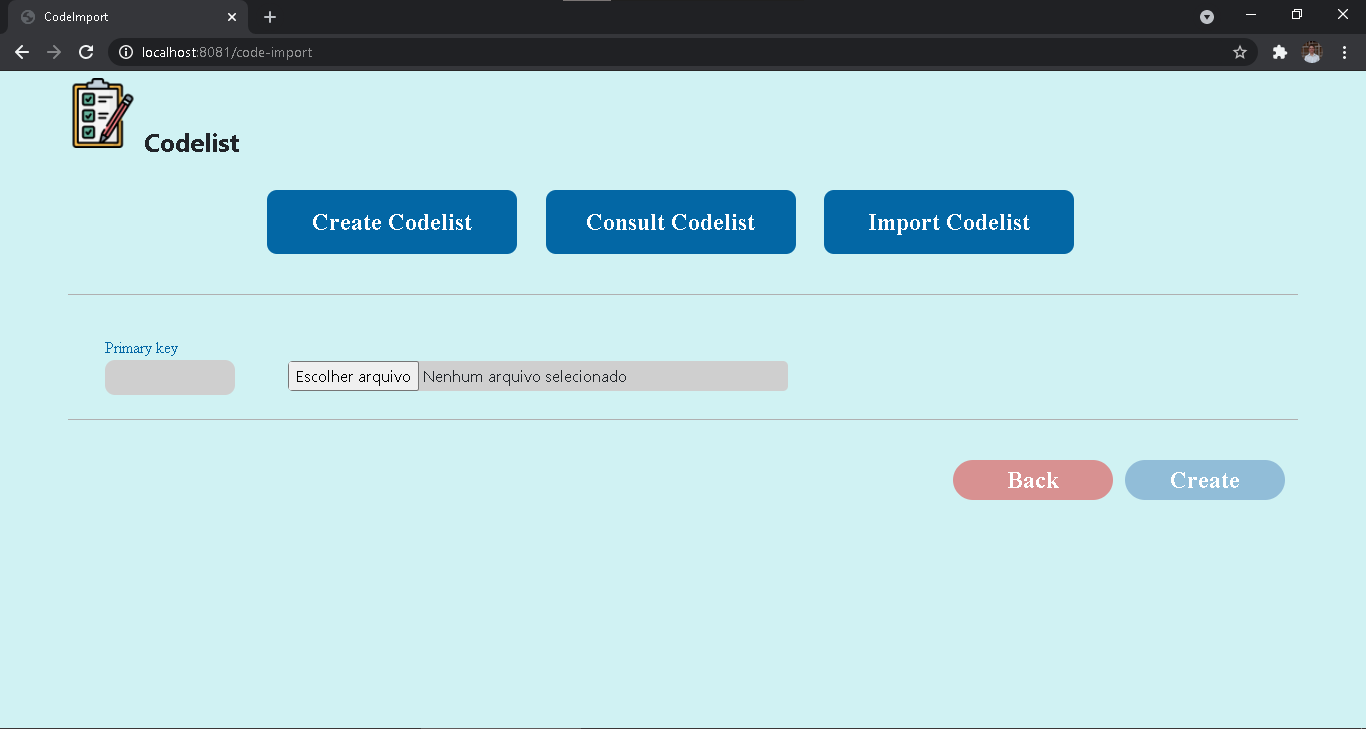 CodeImport
localhost:8081/code-import
Codelist
Create Codelist
Consult Codelist
Import Codelist
Primary key
Escolher arquivo Nenhum arquivo selecionado
Back
Create